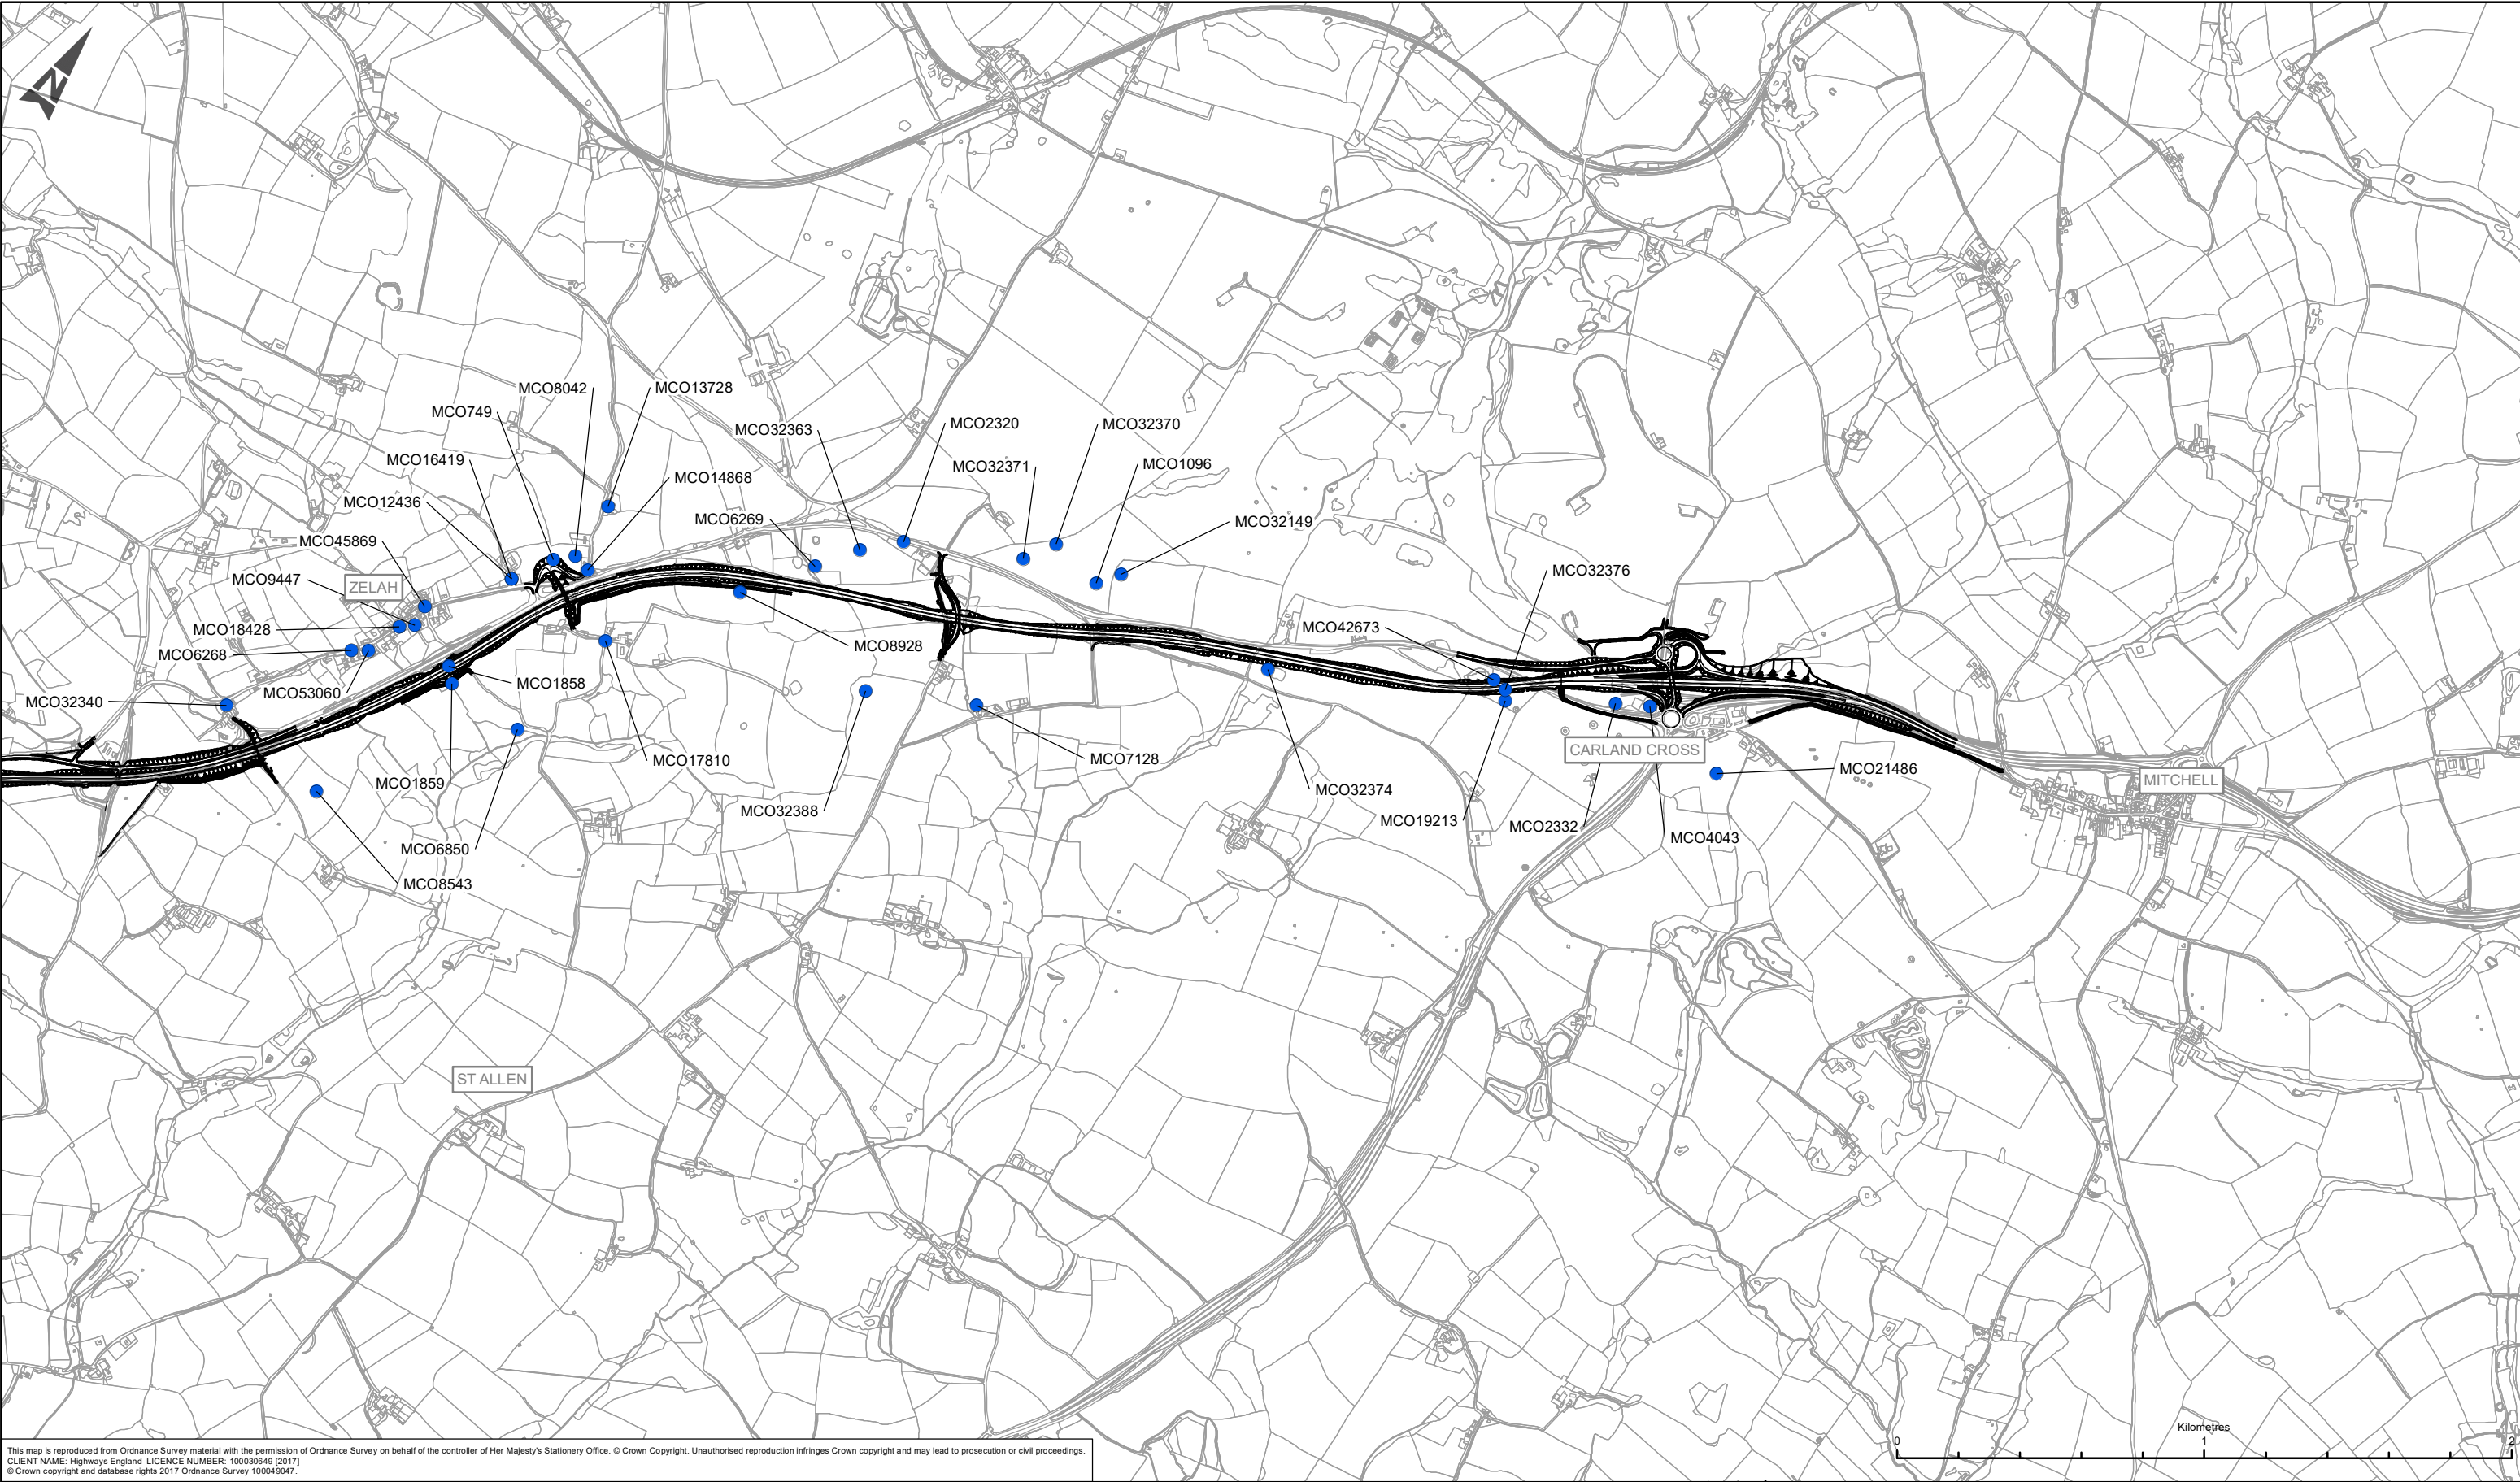 N
MCO8042
MCO13728
MCO749
MCO32363
MCO2320
MCO32370
MCO16419
MCO32371
MCO1096
MCO14868
MCO12436
MCO6269
MCO32149
MCO45869
MCO9447
ZELAH
MCO32376
MCO18428
MCO42673
MCO6268
MCO8928
MCO53060
MCO1858
MCO32340
CARLAND CROSS
MCO17810
MCO7128
MCO21486
MITCHELL
MCO1859
MCO32374
MCO32388
MCO19213
MCO2332
MCO4043
MCO6850
MCO8543
ST ALLEN
Kilometres
0 1 2
This map is reproduced from Ordnance Survey material with the permission of Ordnance Survey on behalf of the controller of Her Majesty's Stationery Office. © Crown Copyright. Unauthorised reproduction infringes Crown copyright and may lead to prosecution or civil proceedings.
CLIENT NAME: Highways England LICENCE NUMBER: 100030649 [2017]
© Crown copyright and database rights 2017 Ordnance Survey 100049047.